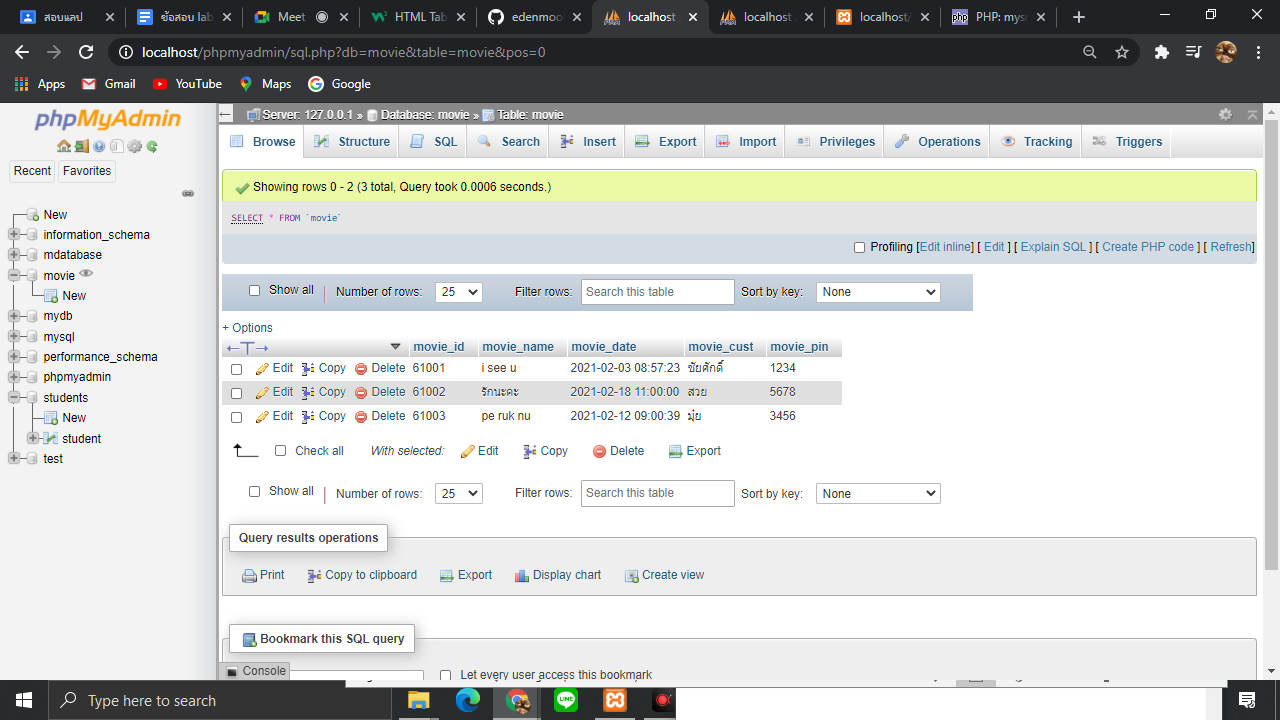 สอบแลป
ข้อสอบ lab
Meet
HTML Tab
edenmoo
localhost
localhost
localhost/
PHP: mys
localhost/phpmyadmin/sql.php?db=movie&table=movie&pos=0
Apps Gmail YouTube Maps Google
phpMyAdmin
Recent Favorites
New
information_schema
mdatabase
movie
New
mydb
mysql
performance_schema
phpmyadmin
students
New
student
test
Server: 127.0.0.1 » Database: movie » Table: movie
Browse Structure SQL Search Insert Export Import Privileges Operations Tracking Triggers
Showing rows 0 - 2 (3 total, Query took 0.0006 seconds.)
SELECT * FROM `movie`
Profiling [Edit inline] [ Edit ] [ Explain SQL ] [ Create PHP code ] [ Refresh]
Show all Number of rows: 25 Filter rows: Search this table Sort by key: None
+ Options
←T→ movie_id movie_name movie_date movie_cust movie_pin
Edit Copy Delete 61001 i see u 2021-02-03 08:57:23 ชัยศักดิ์ 1234
Edit Copy Delete 61002 รักนะคะ 2021-02-18 11:00:00 สวย 5678
Edit Copy Delete 61003 pe ruk nu 2021-02-12 09:00:39 มุ่ย 3456
Check all With selected: Edit Copy Delete Export
Show all Number of rows: 25 Filter rows: Search this table Sort by key: None
Query results operations
Print Copy to clipboard Export Display chart Create view
Bookmark this SQL query
Console
Let every user access this bookmark
Type here to search